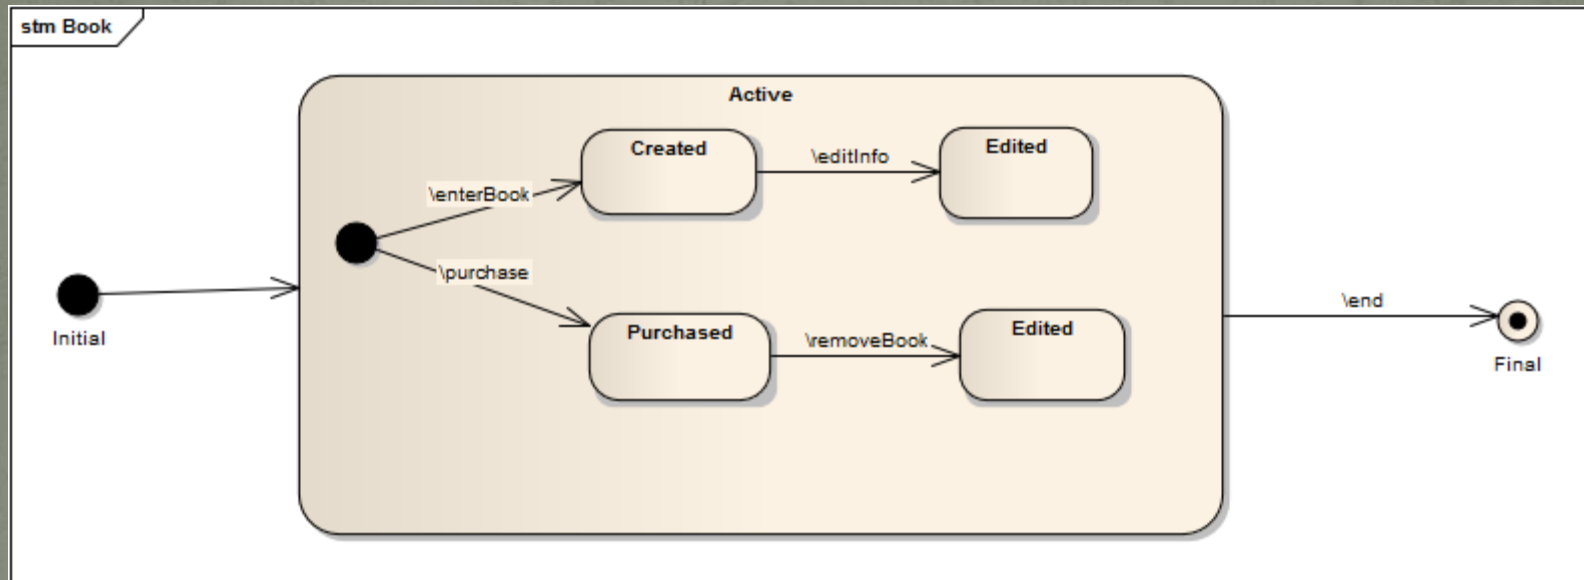 stm Book
Active
Created
\editInfo
Edited
\enterBook
\purchase
Purchased
\removeBook
Edited
Initial
\end
Final